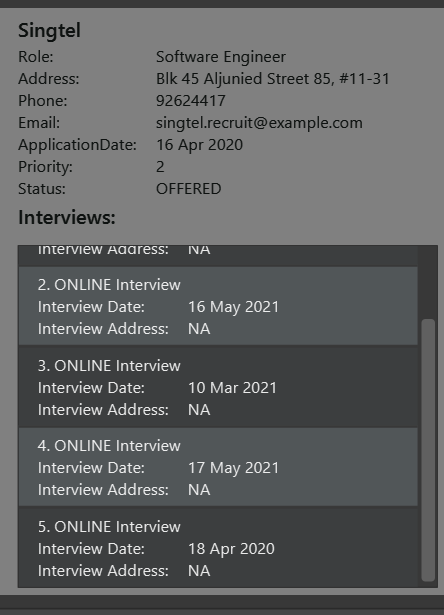 Singtel
Role: Software Engineer
Address: Blk 45 Aljunied Street 85, #11-31
Phone: 92624417
Email: singtel.recruit@example.com
ApplicationDate: 16 Apr 2020
Priority: 2
Status: OFFERED
Interviews:
Interview Address: NA
2. ONLINE Interview
Interview Date: 16 May 2021
Interview Address: NA
3. ONLINE Interview
Interview Date: 10 Mar 2021
Interview Address: NA
4. ONLINE Interview
Interview Date: 17 May 2021
Interview Address: NA
5. ONLINE Interview
Interview Date: 18 Apr 2020
Interview Address: NA